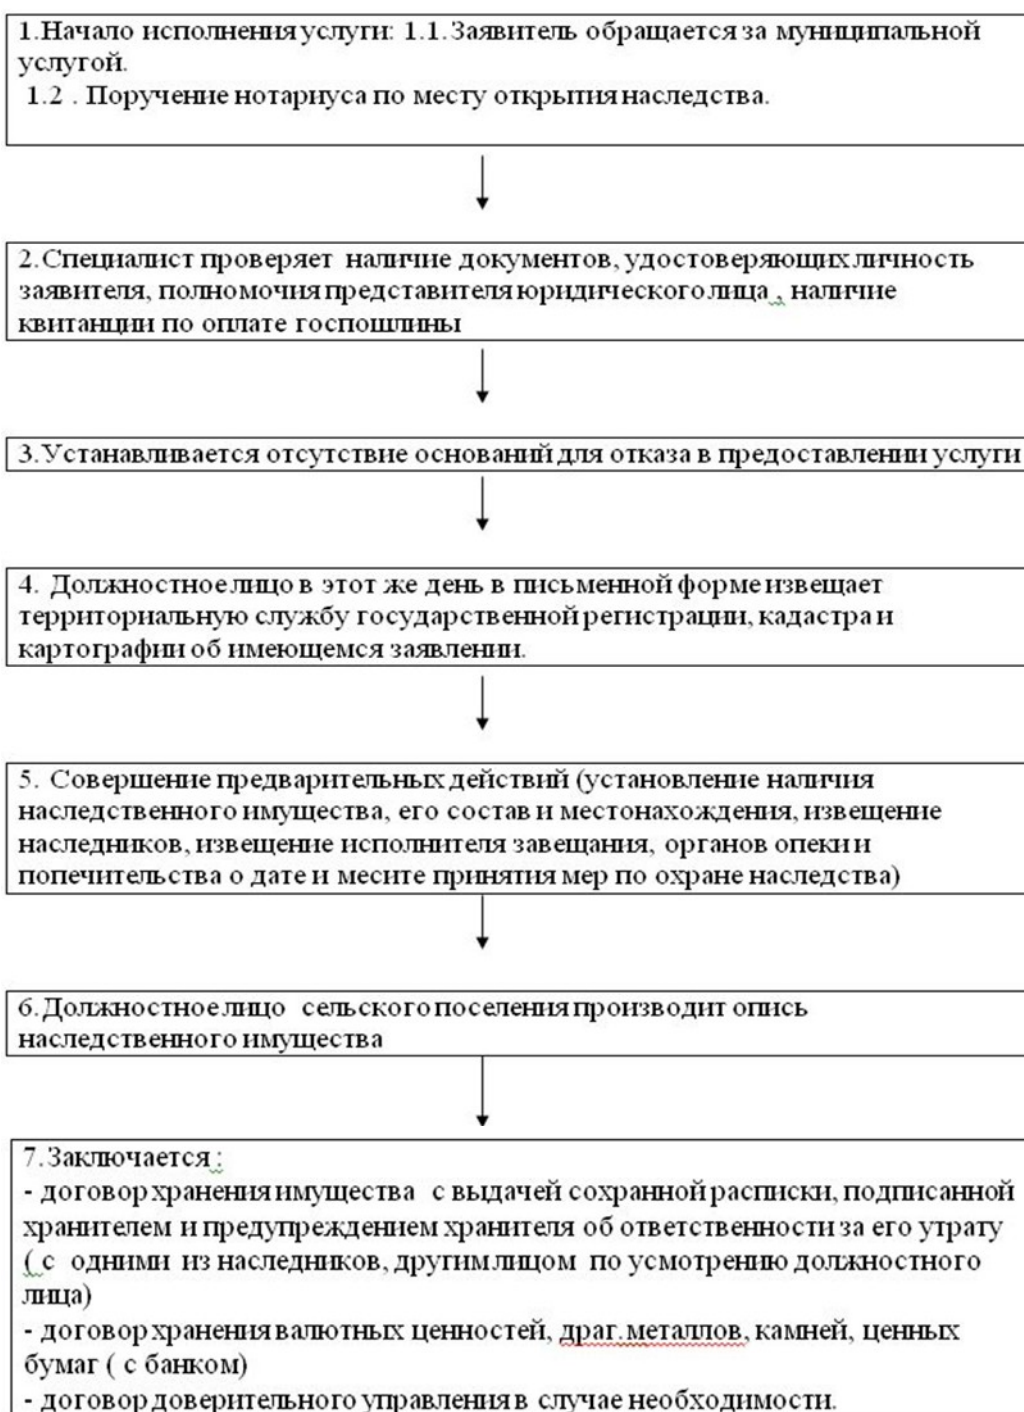 1.Начало исполнения услуги: 1.1.Заявитель обращается за муниципальной
услугой.
1.2 . Поручение нотариуса по месту открытия наследства.
2.Специалист проверяет наличие документов, удостоверяющих личность
заявителя, полномочия представителя юридического лица , наличие
квитанции по оплате госпошлины
3.Устанавливается отсутствие оснований для отказа в предоставлении услуги
4. Должностное лицо в этот же день в письменной форме извещает
территориальную службу государственной регистрации, кадастра и
картографии об имеющемся заявлении.
5. Совершение предварительных действий (установление наличия
наследственного имущества, его состав и местонахождения, извещение
наследников, извещение исполнителя завещания, органов опеки и
попечительства о дате и месите принятия мер по охране наследства)
6.Должностное лицо сельского поселения производит опись
наследственного имущества
7.Заключается :
- договор хранения имущества с выдачей сохранной расписки, подписанной
хранителем и предупреждением хранителя об ответственности за его утрату
( с одними из наследников, другим лицом по усмотрению должностного
лица)
- договор хранения валютных ценностей, драг.металлов, камней, ценных
бумаг ( с банком)
- договор доверительного управления в случае необходимости.